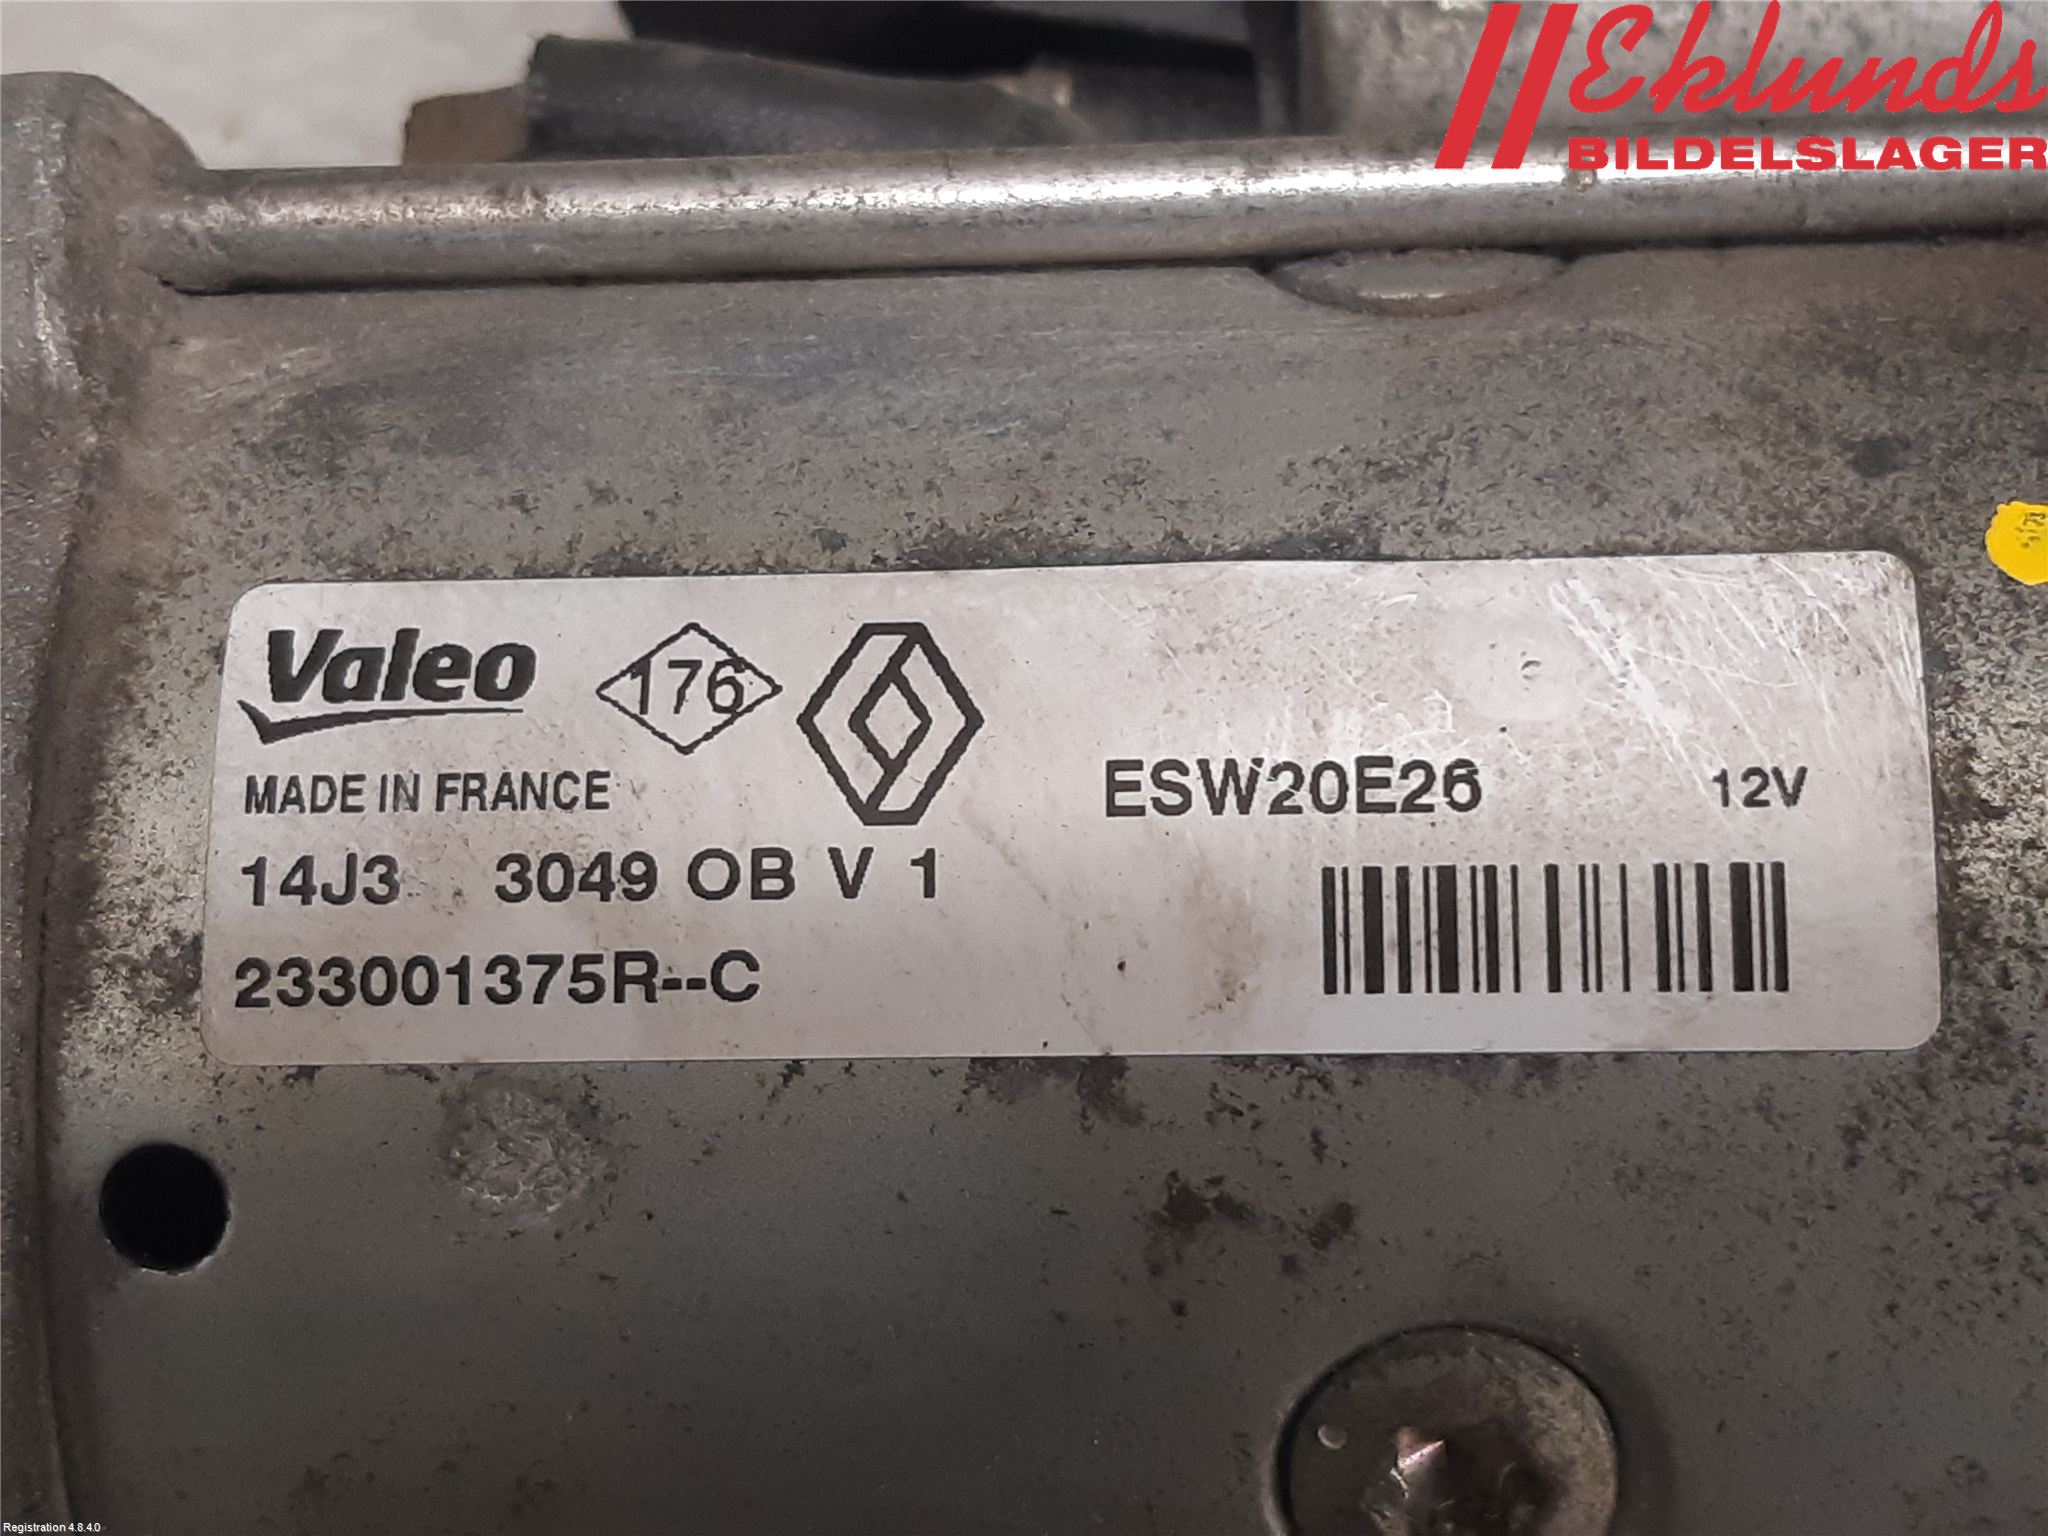 Eklunds
BILDELSLAGER
Valeo 176
MADE IN FRANCE ESW20E26 12V
14J3 3049 OB V 1
233001375R--C
Registration 4.8.4.0